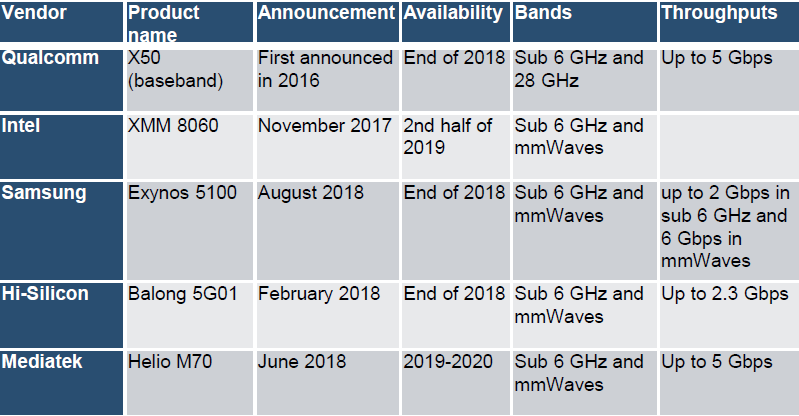 Vendor Product name Announcement Availability Bands Throughputs
Qualcomm X50 (baseband) First announced in 2016 End of 2018 Sub 6 GHz and 28 GHz Up to 5 Gbps
Intel XMM 8060 November 2017 2nd half of 2019 Sub 6 GHz and mmWaves
Samsung Exynos 5100 August 2018 End of 2018 Sub 6 GHz and mmWaves up to 2 Gbps in sub 6 GHz and 6 Gbps in mmWaves
Hi-Silicon Balong 5G01 February 2018 End of 2018 Sub 6 GHz and mmWaves Up to 2.3 Gbps
Mediatek Helio M70 June 2018 2019-2020 Sub 6 GHz and mmWaves Up to 5 Gbps